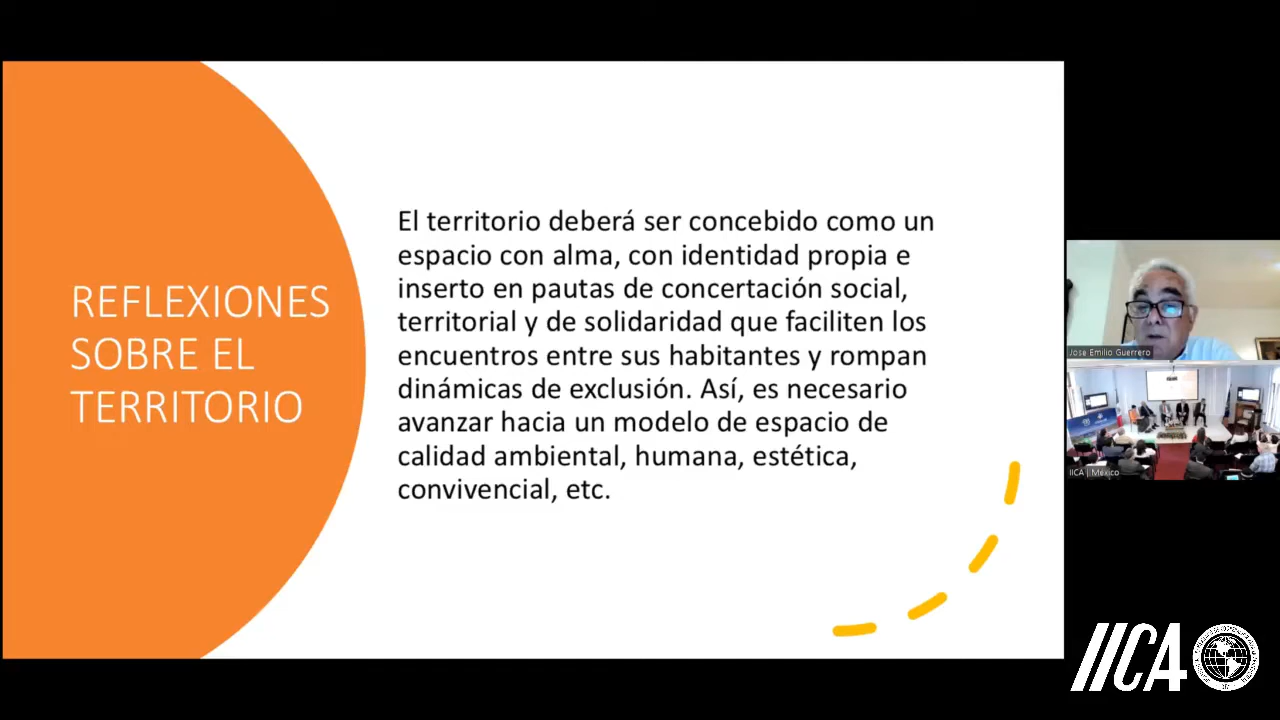 REFLEXIONES
SOBRE EL
TERRITORIO
El territorio deberá ser concebido como un
espacio con alma, con identidad propia e
inserto en pautas de concertación social,
territorial y de solidaridad que faciliten los
encuentros entre sus habitantes y rompan
dinámicas de exclusión. Así, es necesario
avanzar hacia un modelo de espacio de
calidad ambiental, humana, estética,
convivencial, etc.
Jose Emilio Guerrero
IICA | México
IICA